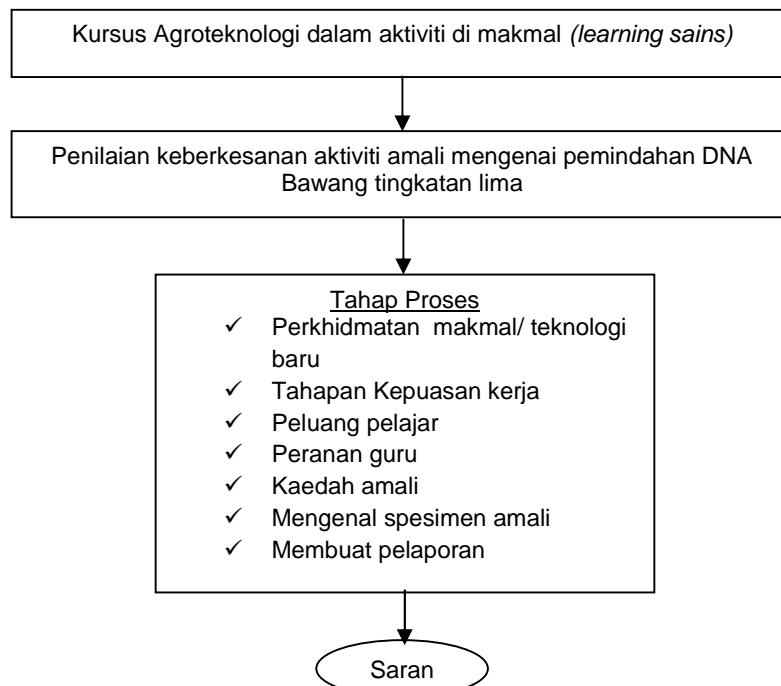 Kursus Agroteknologi dalam aktiviti di makmal (learning sains)
Penilaian keberkesanan aktiviti amali mengenai pemindahan DNA
Bawang tingkatan lima
Tahap Proses
✓ Perkhidmatan makmal/ teknologi
baru
✓ Tahapan Kepuasan kerja
✓ Peluang pelajar
✓ Peranan guru
✓ Kaedah amali
✓ Mengenal spesimen amali
✓ Membuat pelaporan
Saran